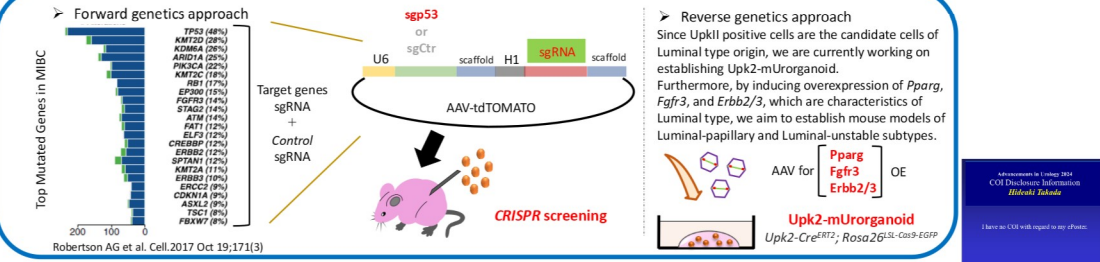 ➢ Forward genetics approach
Top Mutated Genes in MIBC
TP53 (48%)
KMT2D (28%)
KDM6A (26%)
ARID1A (25%)
PIK3CA (22%)
KMT2C (18%)
RB1 (17%)
EP300 (15%)
FGFR3 (14%)
STAG2 (14%)
ATM (14%)
FAT1 (12%)
ELF3 (12%)
CREBBP (12%)
ERBB2 (12%)
SPTAN1 (12%)
KMT2A (11%)
ERBB3 (10%)
ERCC2 (9%)
CDKN1A (9%)
ASXL2 (9%)
TSC1 (8%)
FBXW7 (8%)
200 100 0
Robertson AG et al. Cell.2017 Oct 19;171(3)
Target genes
sgRNA
+
Control
sgRNA
sgp53
or
sgCtr
U6 scaffold H1 sgRNA scaffold
AAV-tdTOMATO
CRISPR screening
➢ Reverse genetics approach
Since UpkII positive cells are the candidate cells of
Luminal type origin, we are currently working on
establishing Upk2-mUrorganoid.
Furthermore, by inducing overexpression of Pparg,
Fgfr3, and Erbb2/3, which are characteristics of
Luminal type, we aim to establish mouse models of
Luminal-papillary and Luminal-unstable subtypes.
AAV for
Pparg
Fgfr3
Erbb2/3
OE
Upk2-mUrorganoid
Upk2-CreERT2; Rosa26LSL-Cas9-EGFP
Advancements in Urology 2024
COI Disclosure Information
Hideaki Takada
I have no COI with regard to my ePoster.